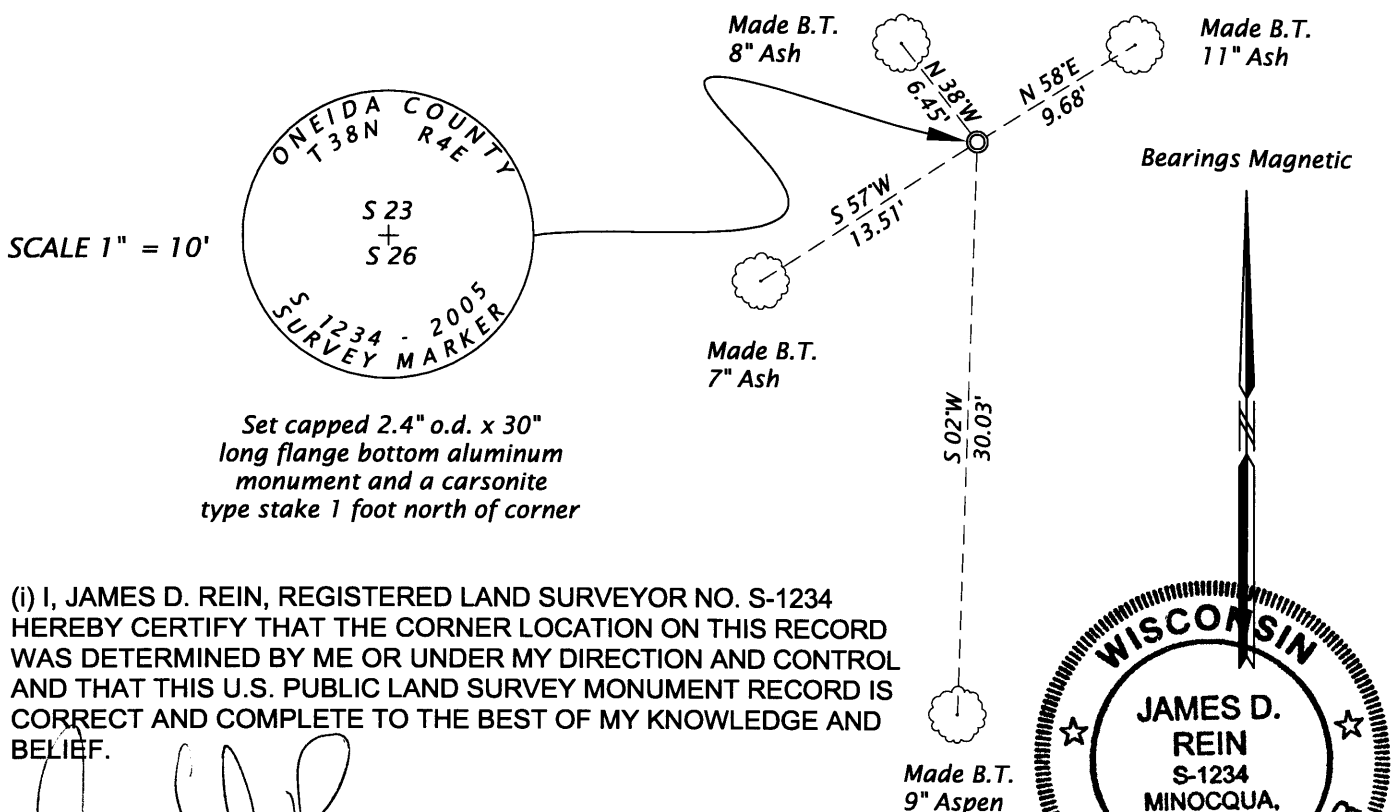 Made B.T.
8" Ash
Made B.T.
11" Ash
N 38°W
6.45'
N 58°E
9.68'
Bearings Magnetic
ONEIDA COUNTY
T38N R4E
S 23
S 26
S 1234 - 2005
SURVEY MARKER
SCALE 1" = 10'
S 57°W
13.51'
Made B.T.
7" Ash
S 02°W
30.03'
Set capped 2.4" o.d. x 30"
long flange bottom aluminum
monument and a carsonite
type stake 1 foot north of corner
(i) I, JAMES D. REIN, REGISTERED LAND SURVEYOR NO. S-1234
HEREBY CERTIFY THAT THE CORNER LOCATION ON THIS RECORD
WAS DETERMINED BY ME OR UNDER MY DIRECTION AND CONTROL
AND THAT THIS U.S. PUBLIC LAND SURVEY MONUMENT RECORD IS
CORRECT AND COMPLETE TO THE BEST OF MY KNOWLEDGE AND
BELIEF.
Made B.T.
9" Aspen
WISCONSIN
JAMES D.
REIN
S-1234
MINOCQUA,